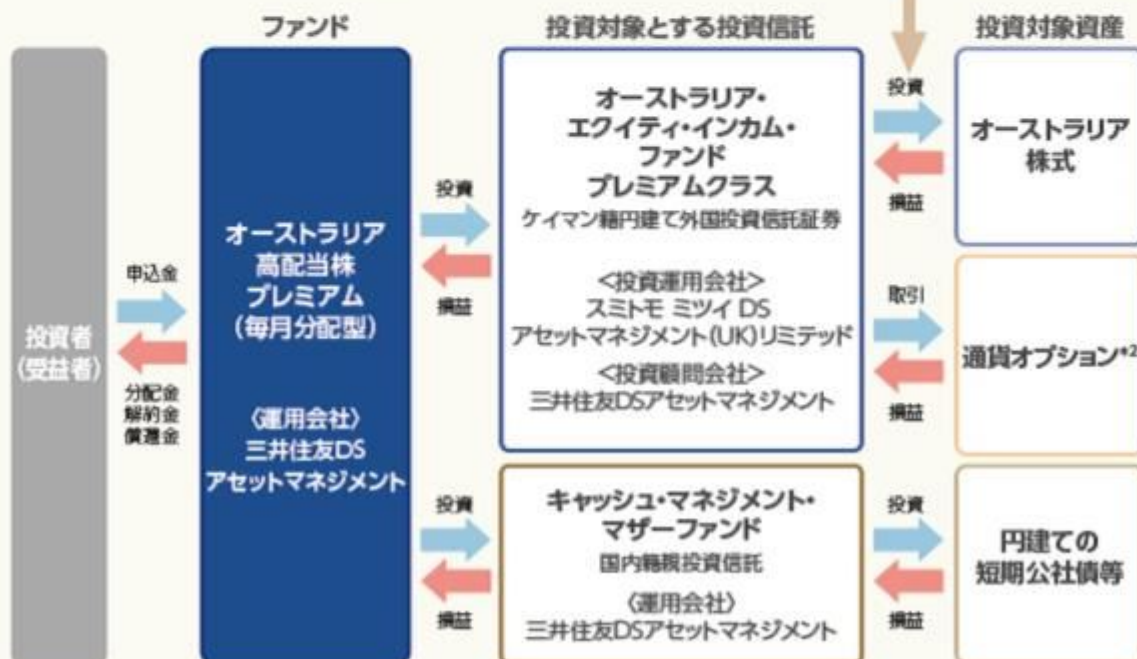 ファンド
投資対象とする投資信託
投資対象資産
投資者
(受益者)
申込金
分配金
解約金
償還金
オーストラリア
高配当株
プレミアム
(毎月分配型)
〈運用会社〉
三井住友DS
アセットマネジメント
投資
損益
オーストラリア・
エクイティ・インカム・
ファンド
プレミアムクラス
ケイマン籍円建て外国投資信託証券
<投資運用会社>
スミトモ ミツイ DS
アセットマネジメント(UK)リミテッド
<投資顧問会社>
三井住友DSアセットマネジメント
投資
損益
オーストラリア
株式
取引
損益
通貨オプション*2
投資
損益
キャッシュ・マネジメント・
マザーファンド
国内籍親投資信託
〈運用会社〉
三井住友DSアセットマネジメント
投資
損益
円建ての
短期公社債等